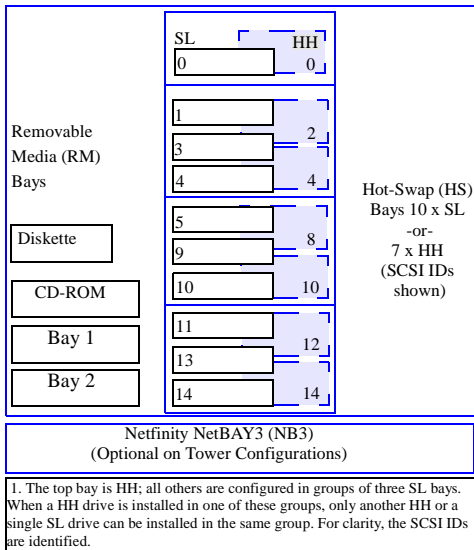 SL HH
0 0
1
2
3
4 4
5
8
9
10 10
11
12
13
14 14
Removable
Media (RM)
Bays
Diskette
CD-ROM
Bay 1
Bay 2
Hot-Swap (HS)
Bays 10 x SL
-or-
7 x HH
(SCSI IDs
shown)
Netfinity NetBAY3 (NB3)
(Optional on Tower Configurations)
1. The top bay is HH; all others are configured in groups of three SL bays.
When a HH drive is installed in one of these groups, only another HH or a
single SL drive can be installed in the same group. For clarity, the SCSI IDs
are identified.